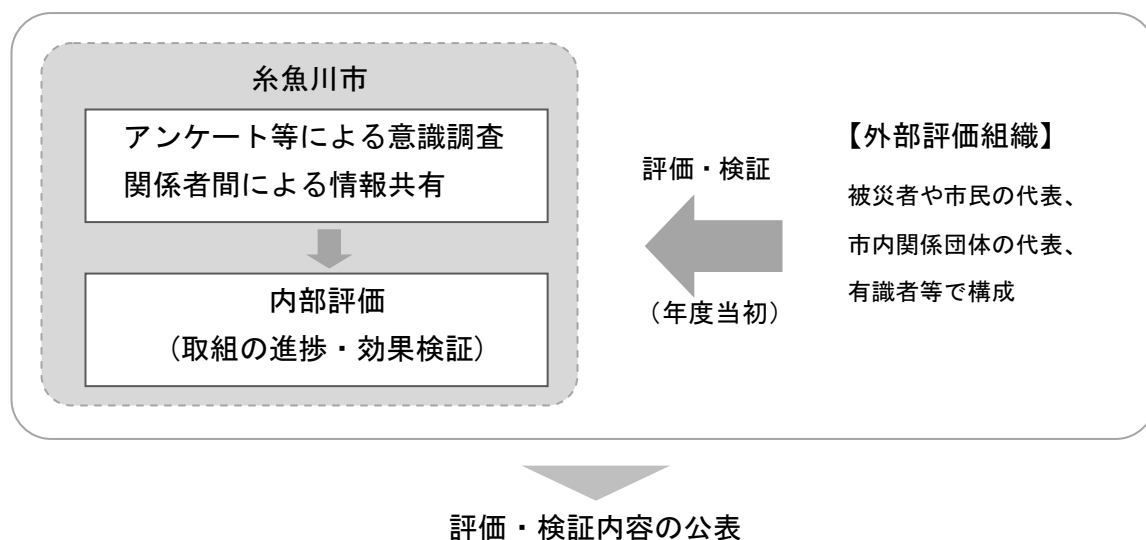 糸魚川市
アンケート等による意識調査
関係者間による情報共有
内部評価
（取組の進捗・効果検証）
評価・検証
（年度当初）
【外部評価組織】
被災者や市民の代表、
市内関係団体の代表、
有識者等で構成
評価・検証内容の公表